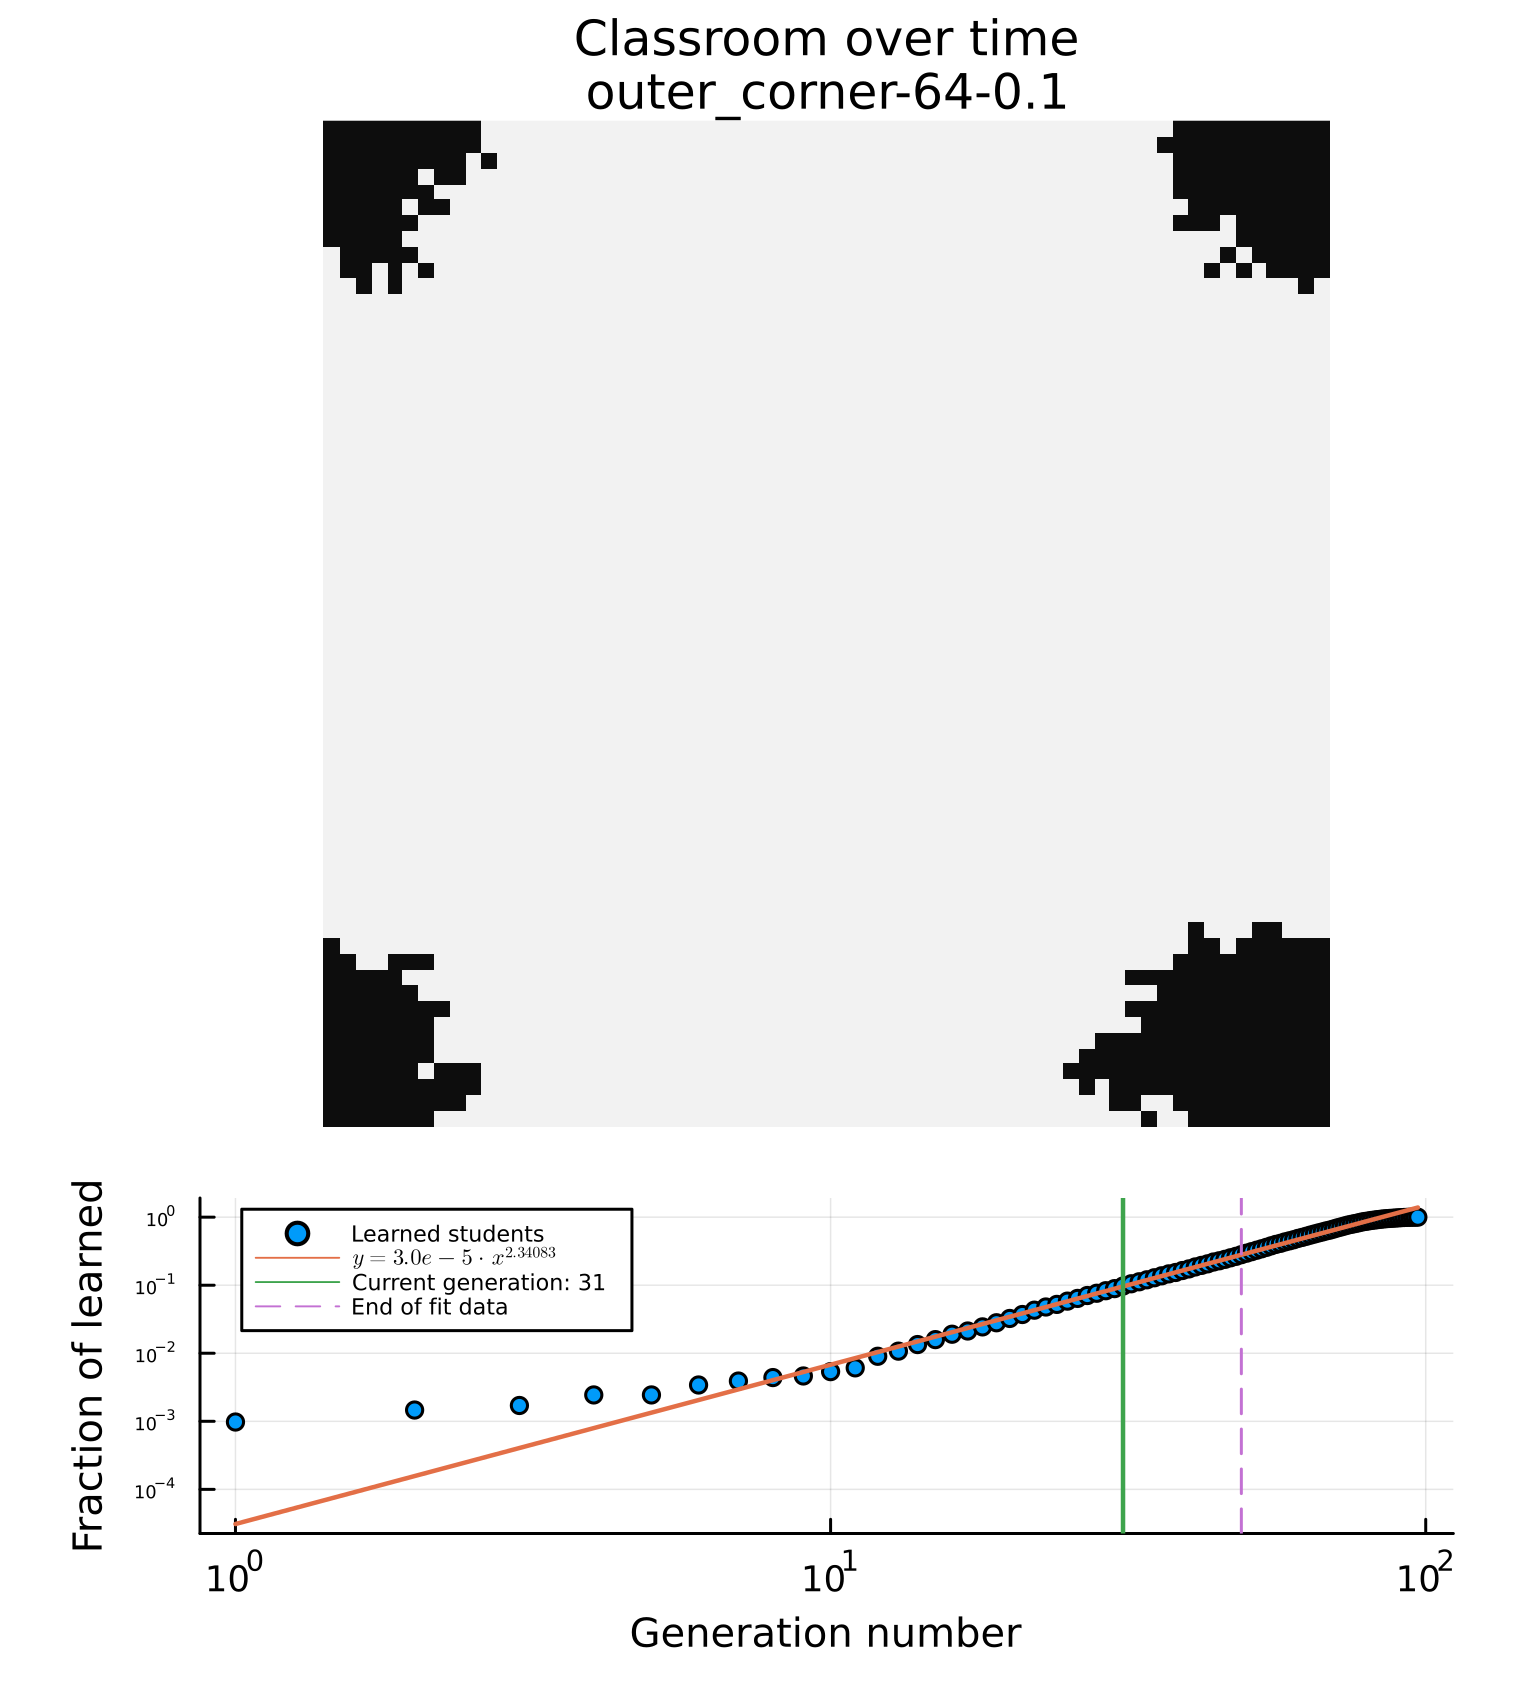 Classroom over time
outer_corner-64-0.1
Fraction of learned
10^0
10^−1
10^−2
10^−3
10^−4
Learned students
y = 3.0e − 5 · x^2.34083
Current generation: 31
End of fit data
10^0 10^1 10^2
Generation number